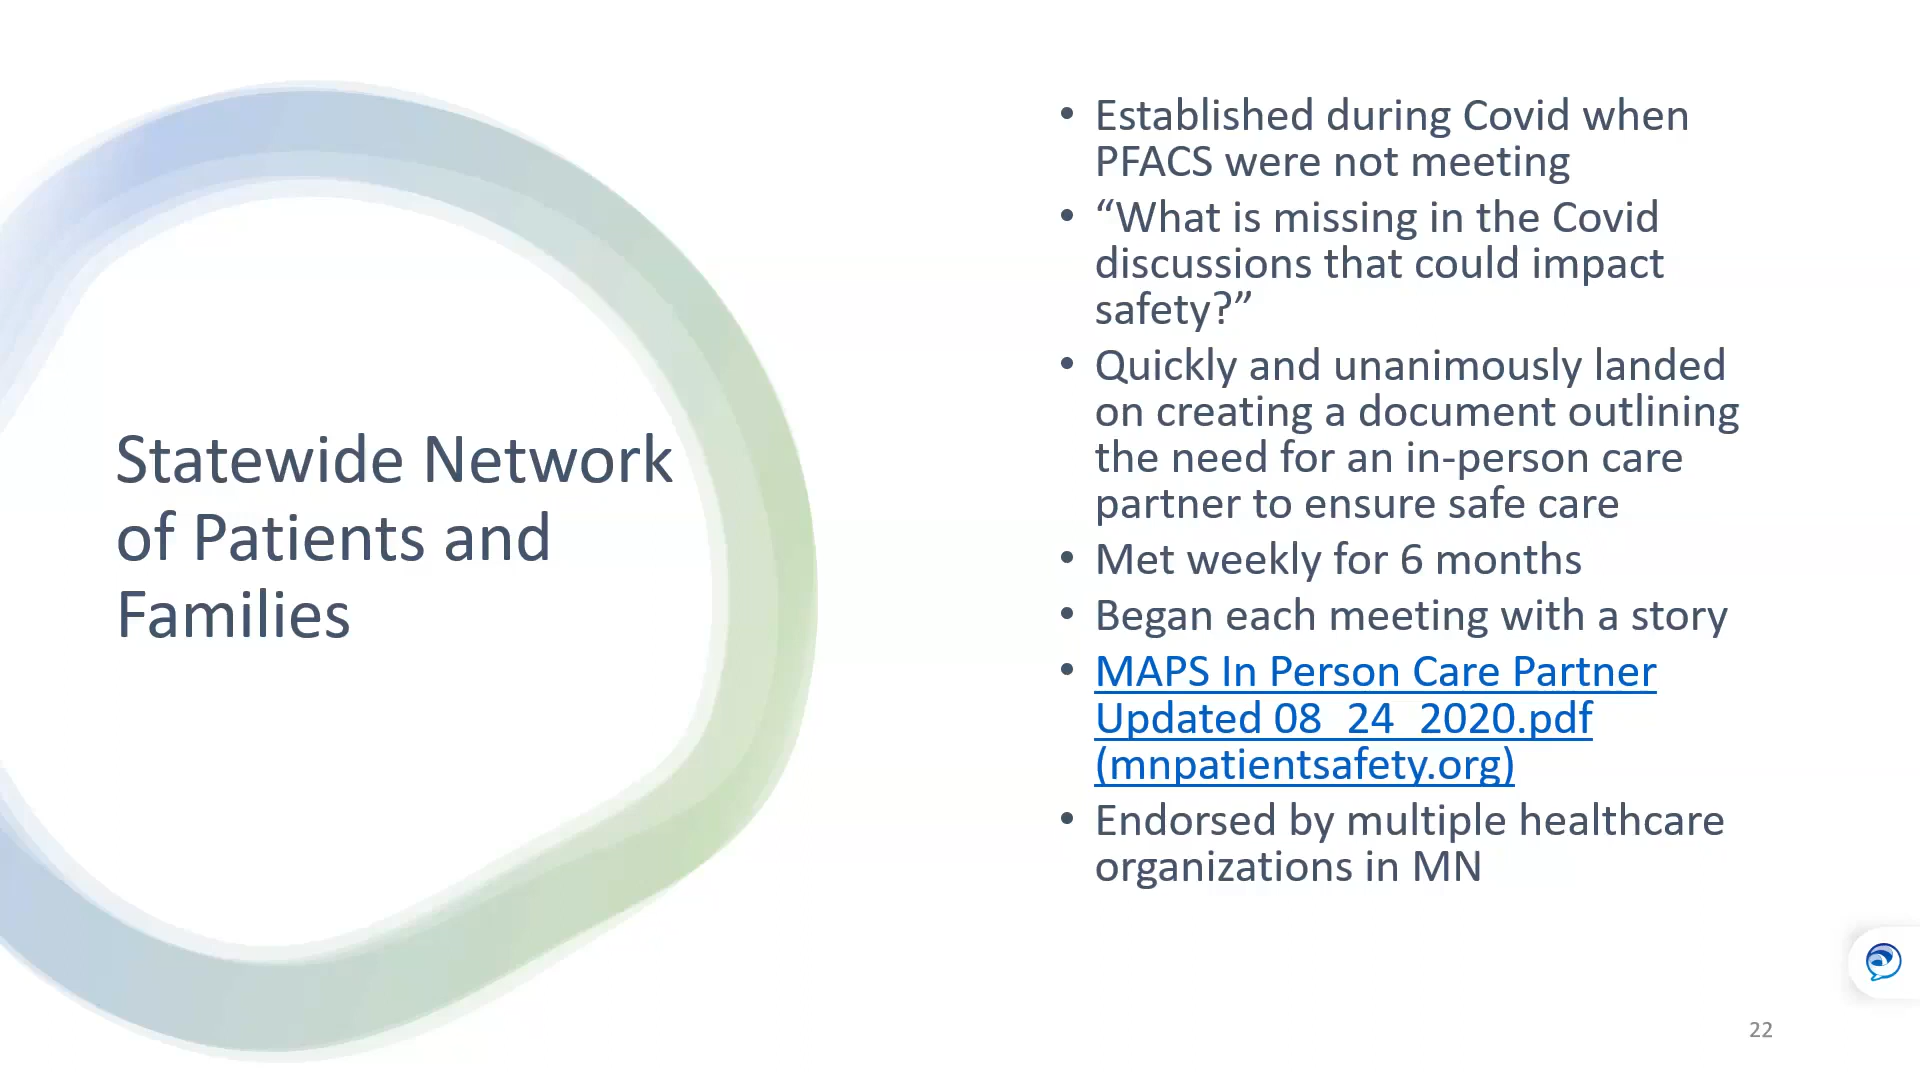 Statewide Network
of Patients and
Families
• Established during Covid when
PFACS were not meeting
• “What is missing in the Covid
discussions that could impact
safety?”
• Quickly and unanimously landed
on creating a document outlining
the need for an in-person care
partner to ensure safe care
• Met weekly for 6 months
• Began each meeting with a story
• MAPS In Person Care Partner
Updated 08_24_2020.pdf
(mnpatientsafety.org)
• Endorsed by multiple healthcare
organizations in MN
22